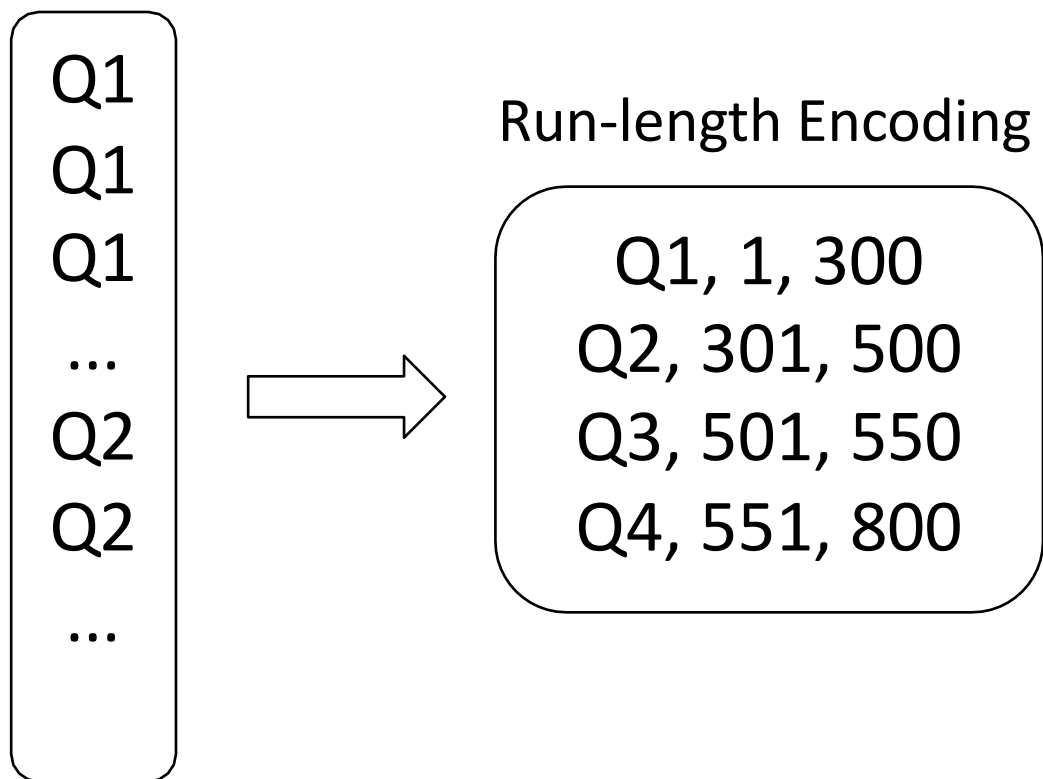 Q1
Q1
Q1
...
Q2
Q2
...
Run-length Encoding
Q1, 1, 300
Q2, 301, 500
Q3, 501, 550
Q4, 551, 800